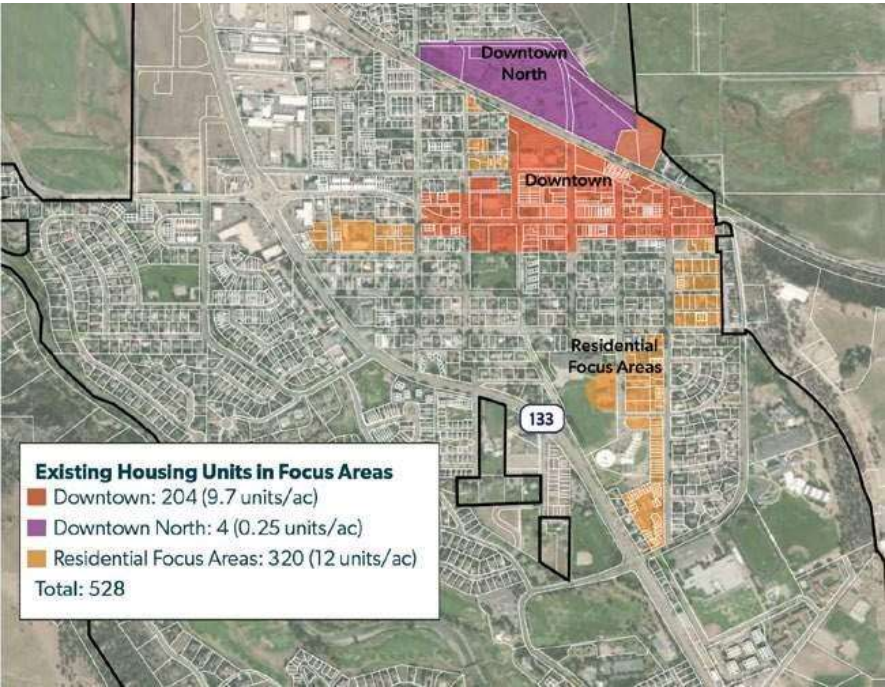 Downtown
North
Downtown
Residential
Focus Areas
133
Existing Housing Units in Focus Areas
Downtown: 204 (9.7 units/ac)
Downtown North: 4 (0.25 units/ac)
Residential Focus Areas: 320 (12 units/ac)
Total: 528